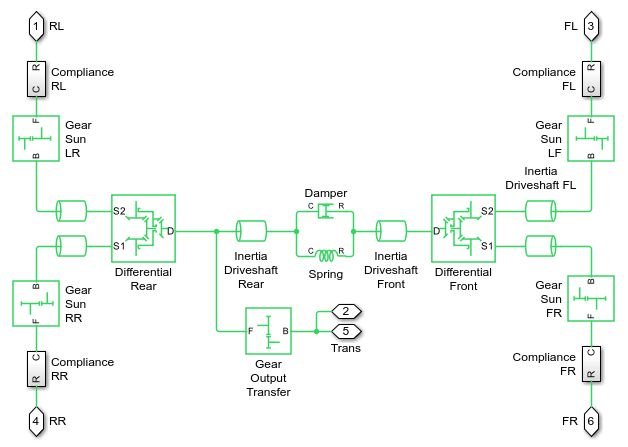 1 RL
FL 3
R
Compliance
RL
C
R
Compliance
FL
C
F
Gear
Sun
LR
B
F
Gear
Sun
LF
B
Inertia
Driveshaft FL
S2
S1
D
Differential
Rear
Inertia
Driveshaft
Rear
Damper
C R
C R
Spring
Inertia
Driveshaft
Front
D
S2
S1
Differential
Front
B
Gear
Sun
RR
F
B
Gear
Sun
FR
F
F B
Gear
Output
Transfer
2
5
Trans
C
Compliance
RR
R
C
Compliance
FR
R
4 RR
FR 6